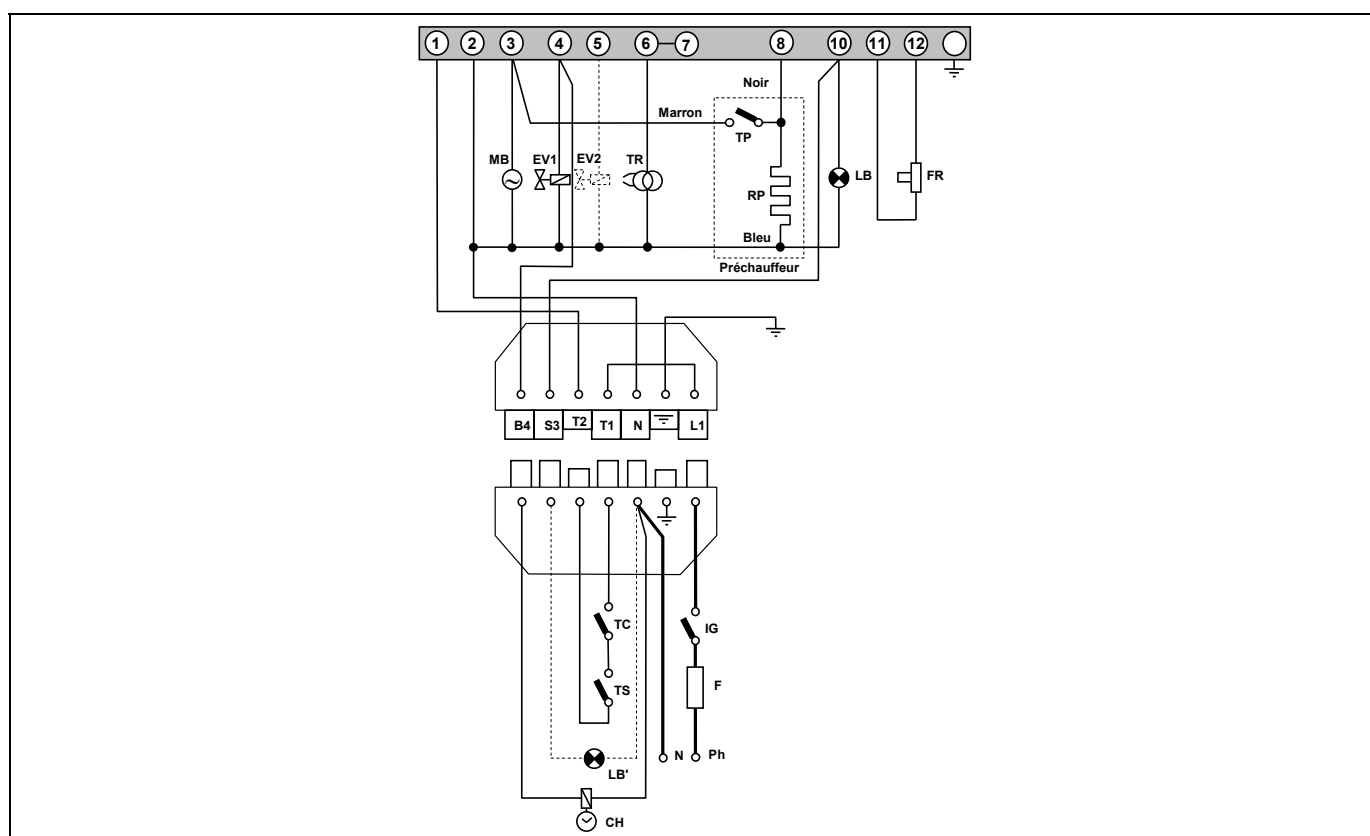 1 2 3 4 5 6 7 8 10 11 12
Noir
Marron
TP
MB EV1 EV2 TR
LB FR
RP
Bleu
Préchauffeur
B4 S3 T2 T1 N L1
TC IG
TS F
N Ph
LB'
CH